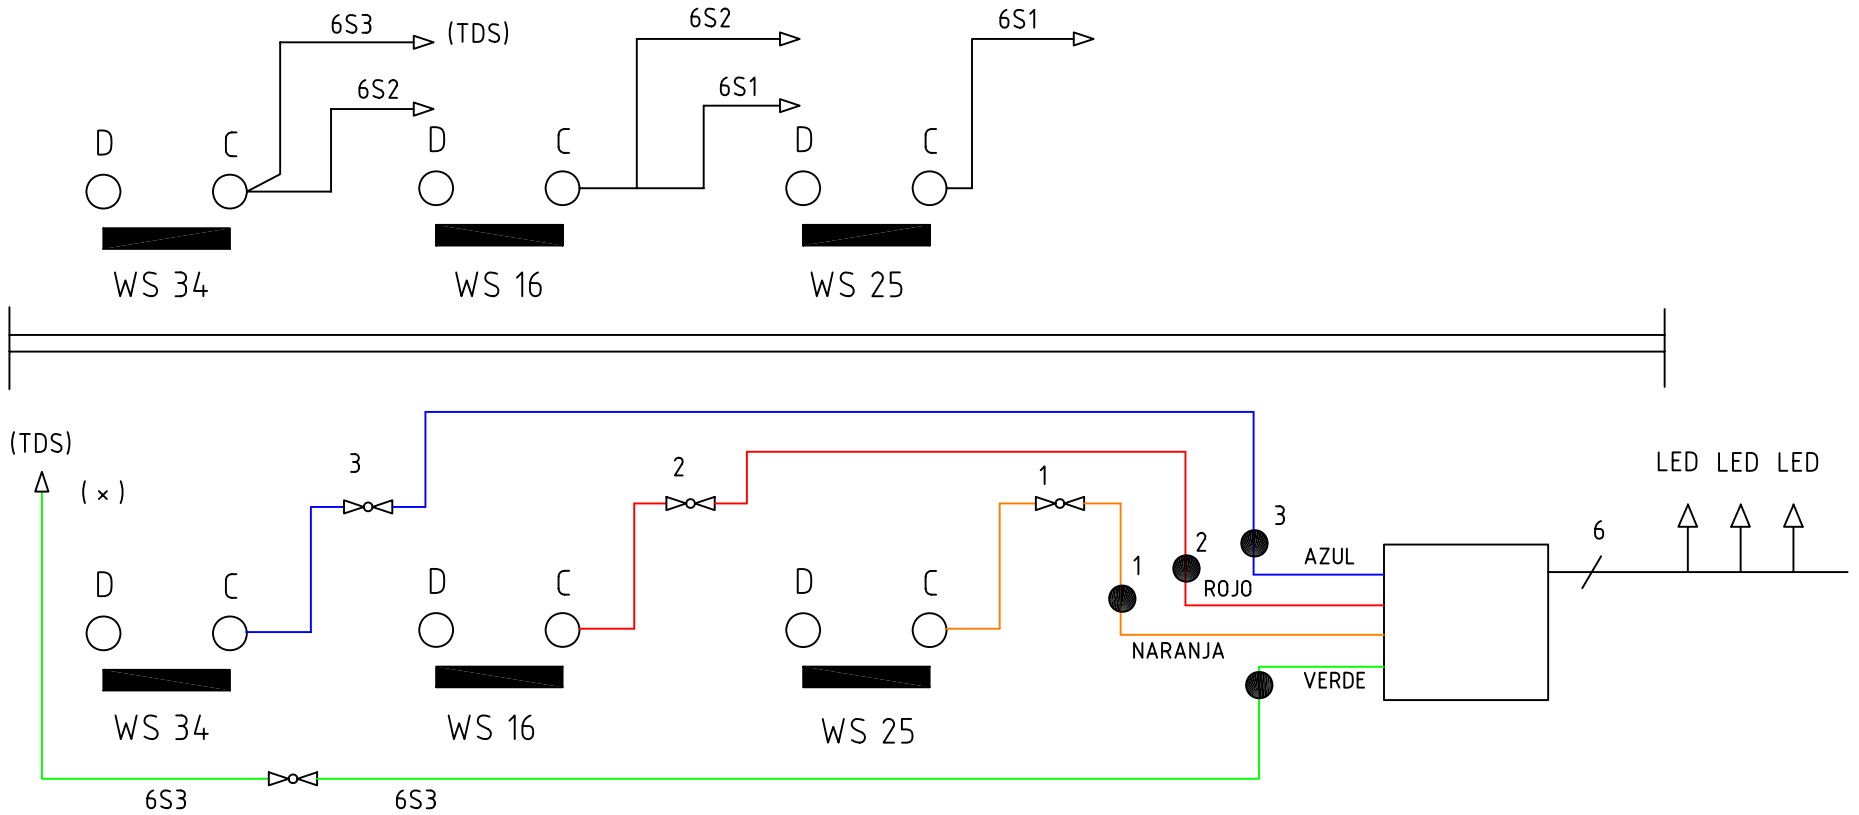 6S3 (TDS) 6S2 6S1
6S2 6S1
D C D C D C
WS 34 WS 16 WS 25
(TDS) 3 2 1 LED LED LED
(×)
3
6
2
1 AZUL
D C D C D C ROJO
NARANJA
VERDE
WS 34 WS 16 WS 25
6S3 6S3